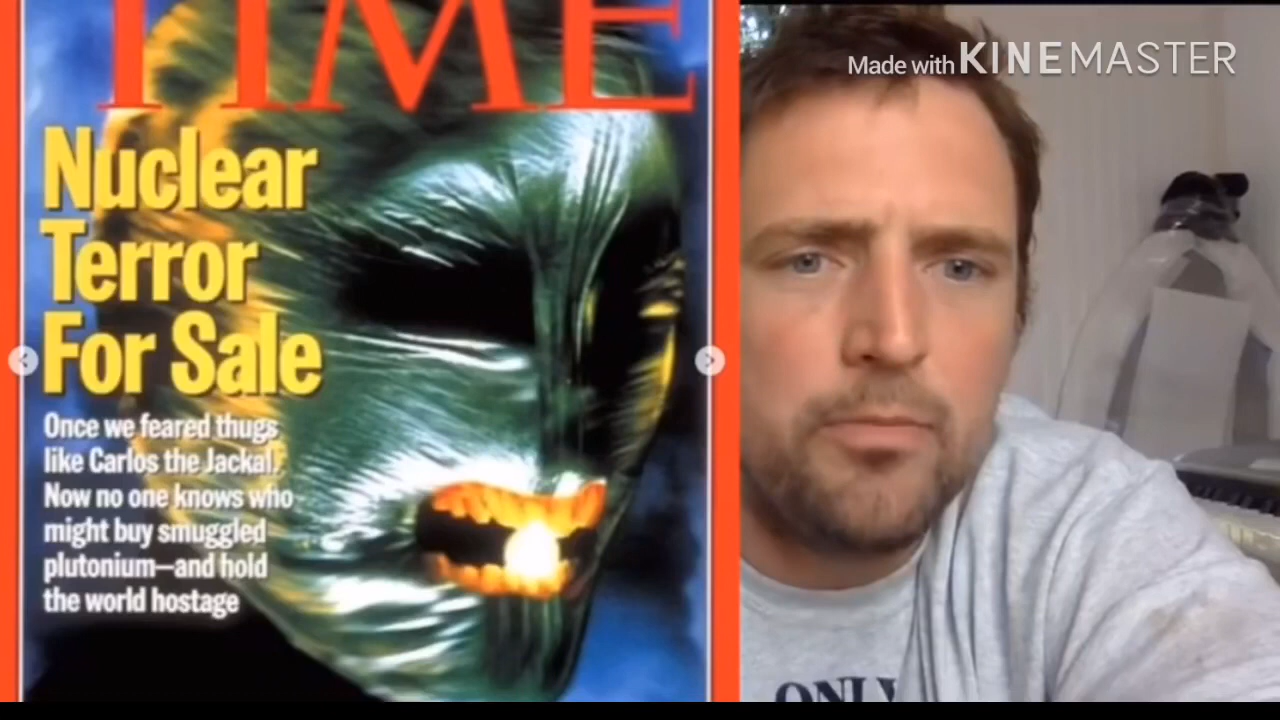 TIME
Nuclear
Terror
For Sale
Once we feared thugs
like Carlos the Jackal.
Now no one knows who
might buy smuggled
plutonium—and hold
the world hostage
Made with KINEMASTER
ONLY